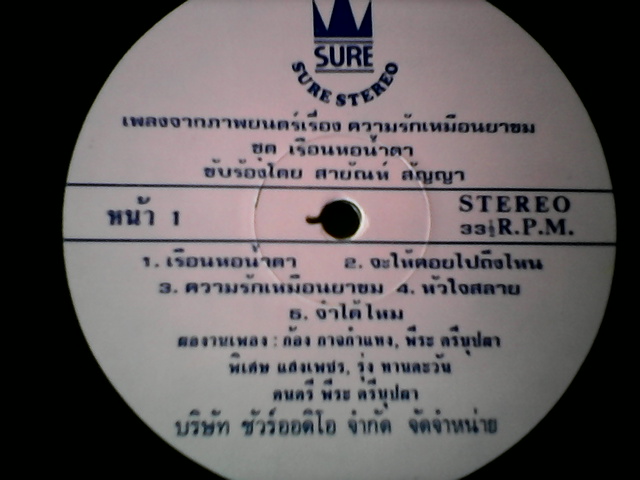 SURE
SURE STEREO
เพลงจากภาพยนตร์เรื่อง ความรักเหมือนยาขม
ชุด เรือนหอน้ำตา
ขับร้องโดย สายัณห์ สัญญา
หน้า 1
STEREO
33⅓ R.P.M.
1. เรือนหอน้ำตา 2. จะให้คอยไปถึงไหน
3. ความรักเหมือนยาขม 4. หัวใจสลาย
5. จำได้ไหม
ผลงานเพลง : ก้อง กาจกำแหง, พีระ ตรีบุปผา
พิเศษ แสงเพชร, รุ่ง ทานตะวัน
ดนตรี พีระ ตรีบุปผา
บริษัท ชัวร์ออดิโอ จำกัด จัดจำหน่าย